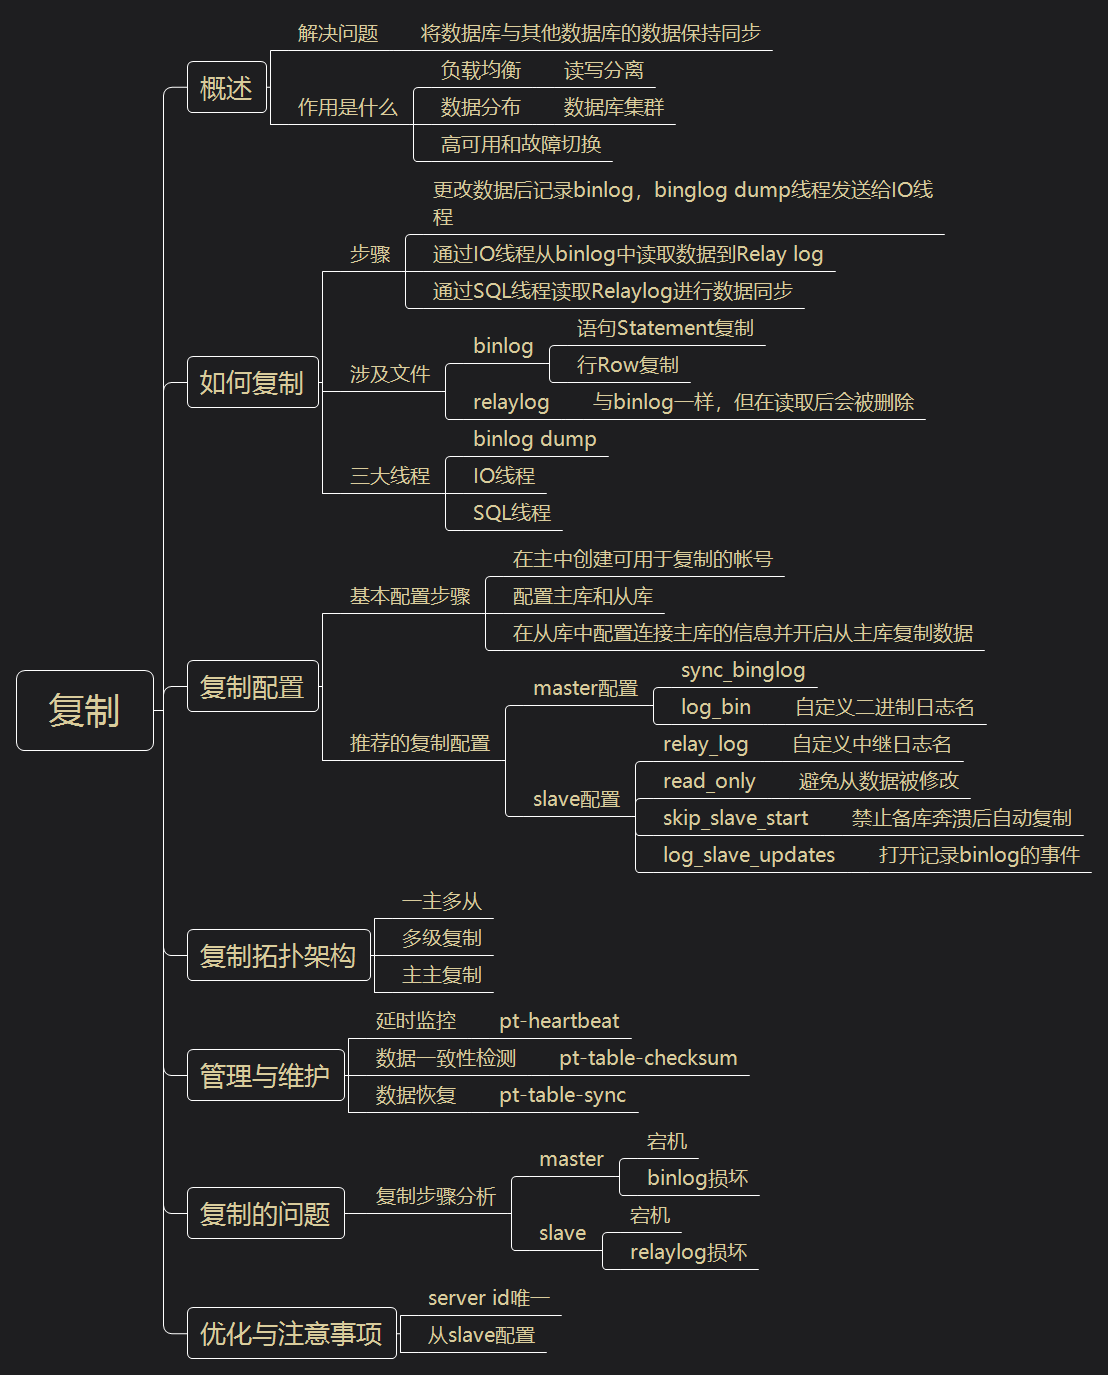 复制
概述
解决问题
将数据库与其他数据库的数据保持同步
作用是什么
负载均衡
读写分离
数据分布
数据库集群
高可用和故障切换
如何复制
步骤
更改数据后记录binlog，binglog dump线程发送给IO线
程
通过IO线程从binlog中读取数据到Relay log
通过SQL线程读取Relaylog进行数据同步
涉及文件
binlog
语句Statement复制
行Row复制
relaylog
与binlog一样，但在读取后会被删除
三大线程
binlog dump
IO线程
SQL线程
复制配置
基本配置步骤
在主中创建可用于复制的帐号
配置主库和从库
在从库中配置连接主库的信息并开启从主库复制数据
推荐的复制配置
master配置
sync_binglog
log_bin
自定义二进制日志名
slave配置
relay_log
自定义中继日志名
read_only
避免从数据被修改
skip_slave_start
禁止备库奔溃后自动复制
log_slave_updates
打开记录binlog的事件
复制拓扑架构
一主多从
多级复制
主主复制
管理与维护
延时监控
pt-heartbeat
数据一致性检测
pt-table-checksum
数据恢复
pt-table-sync
复制的问题
复制步骤分析
master
宕机
binlog损坏
slave
宕机
relaylog损坏
优化与注意事项
server id唯一
从slave配置